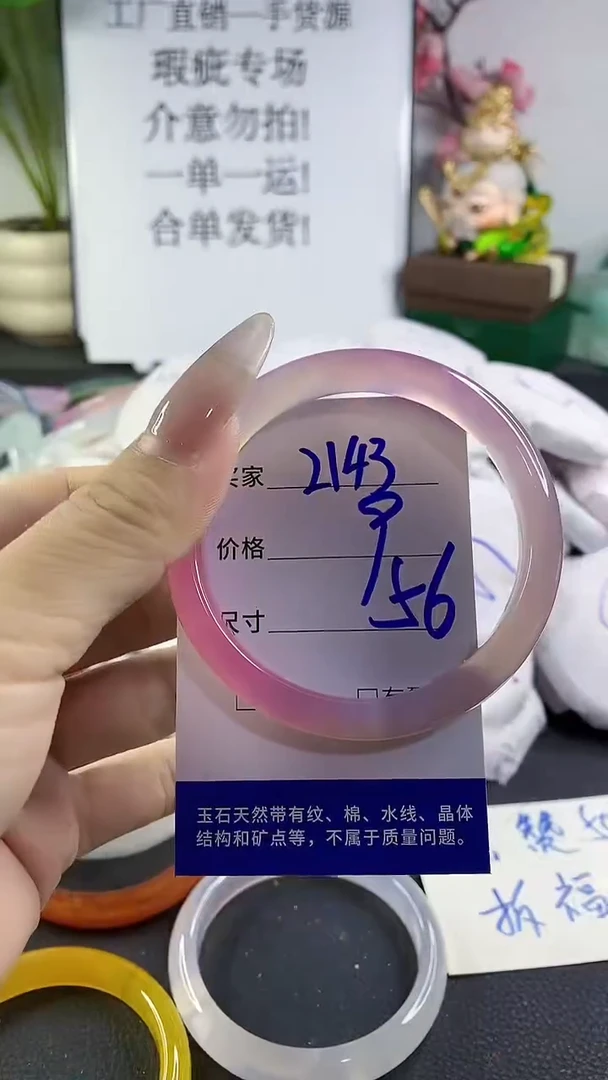 工厂直销一手货源
瑕疵专场
介意勿拍!
一单一运!
合单发货!
买家 2143
价格
尺寸 56
玉石天然带有纹、棉、水线、晶体
结构和矿点等，不属于质量问题。
拆福